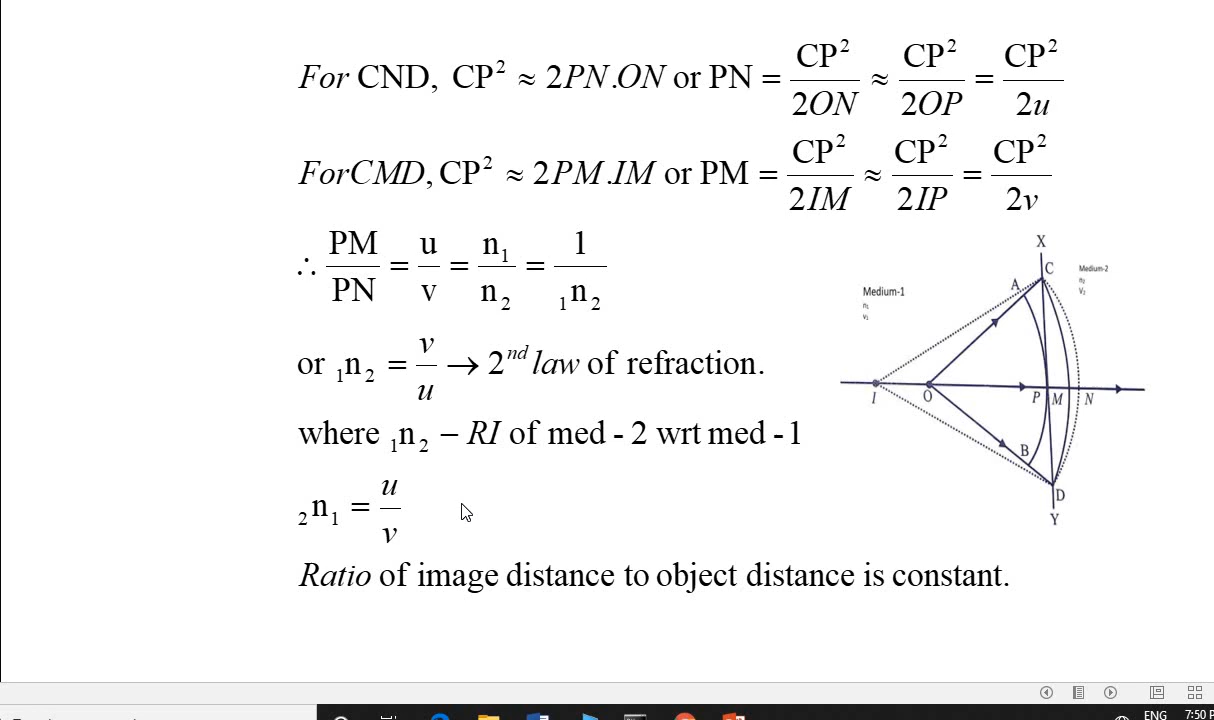 For CND, CP² ≈ 2PN.ON or PN = CP²/2ON ≈ CP²/2OP = CP²/2u
ForCMD, CP² ≈ 2PM.IM or PM = CP²/2IM ≈ CP²/2IP = CP²/2v
∴ PM/PN = u/v = n₁/n₂ = 1/₁n₂
or ₁n₂ = v/u → 2ⁿᵈ law of refraction.
where ₁n₂ – RI of med - 2 wrt med - 1
₂n₁ = u/v
Ratio of image distance to object distance is constant.
X
C
Medium-2
n₂
V₂
A
Medium-1
n₁
I
O
P
M
N
B
D
Y
ENG
7:50 P